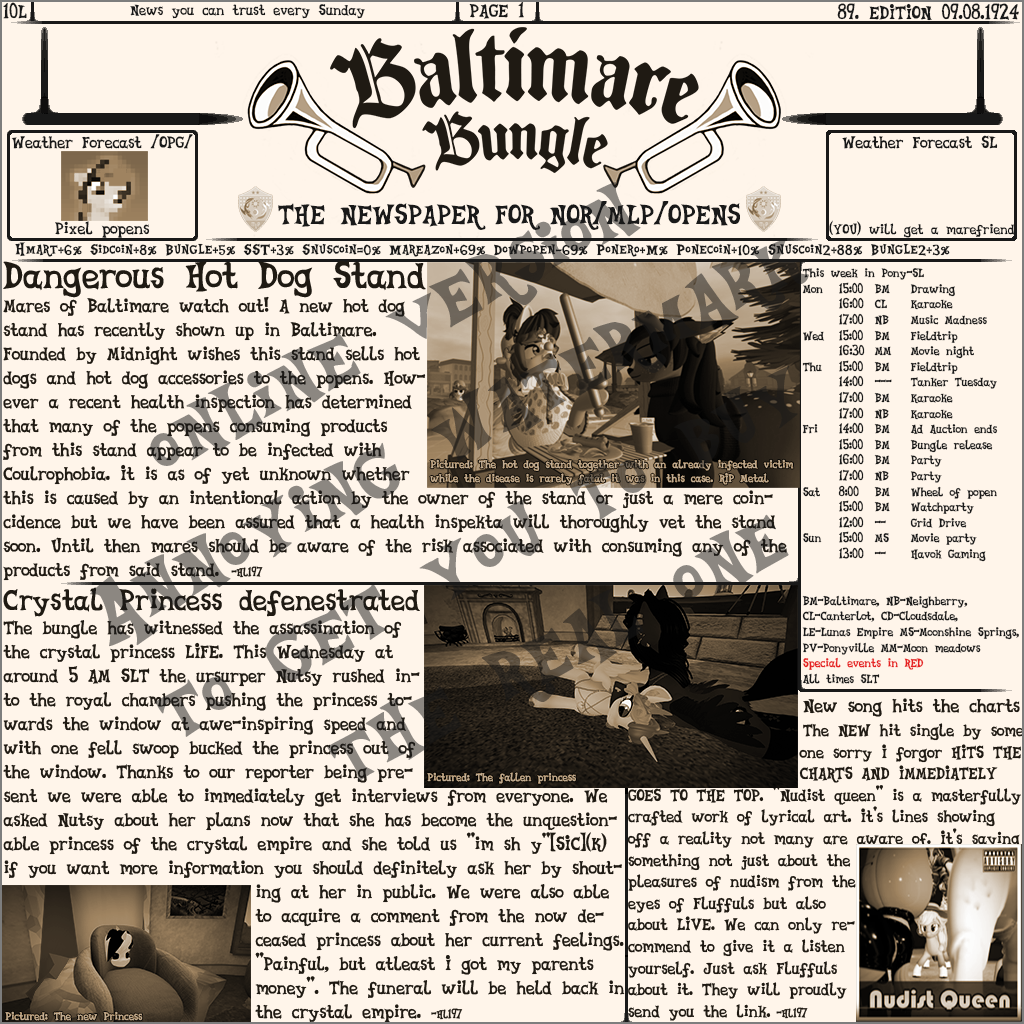 10L
News you can trust every Sunday
PAGE 1
89. EDITION 09.08.1924
Baltimare
Bungle
THE NEWSPAPER FOR NOR/MLP/OPENS
Weather Forecast /OPG/
Pixel popens
Weather Forecast SL
(YOU) will get a marefriend
HMART+6% SIDCOIN+8% BUNGLE+5% SST+3% SNUSCOIN=0% MAREAZON+69% DOWPOPEN-69% PONERO+M% PONECOIN+10% SNUSCOIN2+88% BUNGLE2+3%
Dangerous Hot Dog Stand
Mares of Baltimare watch out! A new hot dog
stand has recently shown up in Baltimare.
Founded by Midnight wishes this stand sells hot
dogs and hot dog accessories to the popens. How-
ever a recent health inspection has determined
that many of the popens consuming products
from this stand appear to be infected with
Coulrophobia. it is as of yet unknown whether
this is caused by an intentional action by the owner of the stand or just a mere coin-
cidence but we have been assured that a health inspekta will thoroughly vet the stand
soon. Until then mares should be aware of the risk associated with consuming any of the
products from said stand. -AL197
Pictured: The hot dog stand together with an already infected victim
while the disease is rarely fatal it was in this case. RIP Metal
Crystal Princess defenestrated
The bungle has witnessed the assassination of
the crystal princess LiFE. This Wednesday at
around 5 AM SLT the ursurper Nutsy rushed in-
to the royal chambers pushing the princess to-
wards the window at awe-inspiring speed and
with one fell swoop bucked the princess out of
the window. Thanks to our reporter being pre-
sent we were able to immediately get interviews from everyone. We
asked Nutsy about her plans now that she has become the unquestion-
able princess of the crystal empire and she told us "im sh y"[Sic](k)
if you want more information you should definitely ask her by shout-
ing at her in public. We were also able
to acquire a comment from the now de-
ceased princess about her current feelings.
"Painful, but atleast i got my parents
money". The funeral will be held back in
the crystal empire. -AL197
Pictured: The fallen princess
Pictured: The new Princess
This week in Pony-SL
Mon 15:00 BM Drawing
16:00 CL Karaoke
17:00 NB Music Madness
Wed 15:00 BM Fieldtrip
16:30 MM Movie night
Thu 15:00 BM Fieldtrip
14:00 --- Tanker Tuesday
17:00 BM Karaoke
17:00 NB Karaoke
Fri 14:00 BM Ad Auction ends
15:00 BM Bungle release
16:00 BM Party
17:00 NB Party
Sat 8:00 BM Wheel of popen
15:00 BM Watchparty
12:00 -- Grid Drive
Sun 15:00 MS Movie party
13:00 -- Havok Gaming
BM-Baltimare, NB-Neighberry,
CL-Canterlot, CD-Cloudsdale,
LE-Lunas Empire MS-Moonshine Springs,
PV-Ponyville MM-Moon meadows
Special events in RED
All times SLT
New song hits the charts
The NEW hit single by some
one sorry i forgor HiTS THE
CHARTS AND iMMEDiATELY
GOES TO THE TOP. "Nudist queen" is a masterfully
crafted work of lyrical art. it's lines showing
off a reality not many are aware of. it's saying
something not just about the
pleasures of nudism from the
eyes of Fluffuls but also
about LiVE. We can only re-
commend to give it a listen
yourself. Just ask Fluffuls
about it. They will proudly
send you the link. -AL197
PARENTAL
ADVISORY
EXPLICIT CONTENT
Nudist Queen
ONLINE VERSION
ANNOYING WATERMARK
TO GET YOU TO BUY
THE REAL ONE